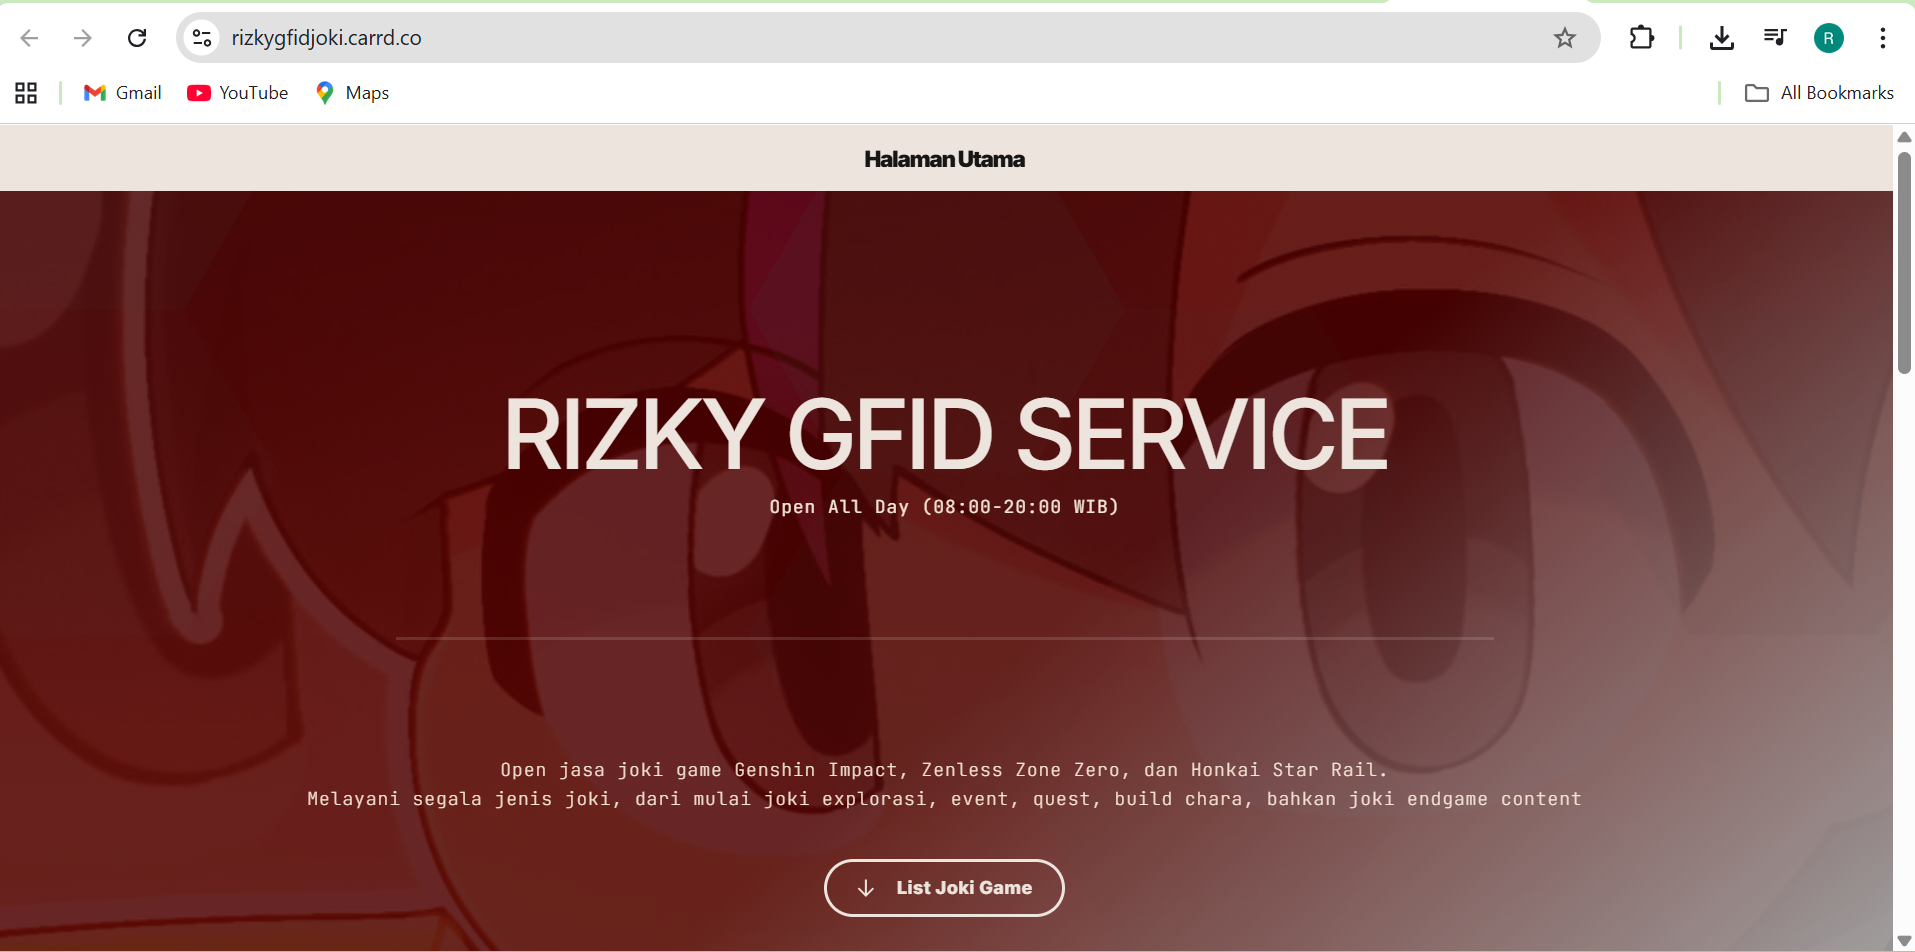 rizkygfidjoki.carrd.co
R
Gmail
YouTube
Maps
All Bookmarks
Halaman Utama
RIZKY GFID SERVICE
Open All Day (08:00-20:00 WIB)
Open jasa joki game Genshin Impact, Zenless Zone Zero, dan Honkai Star Rail.
Melayani segala jenis joki, dari mulai joki explorasi, event, quest, build chara, bahkan joki endgame content
List Joki Game